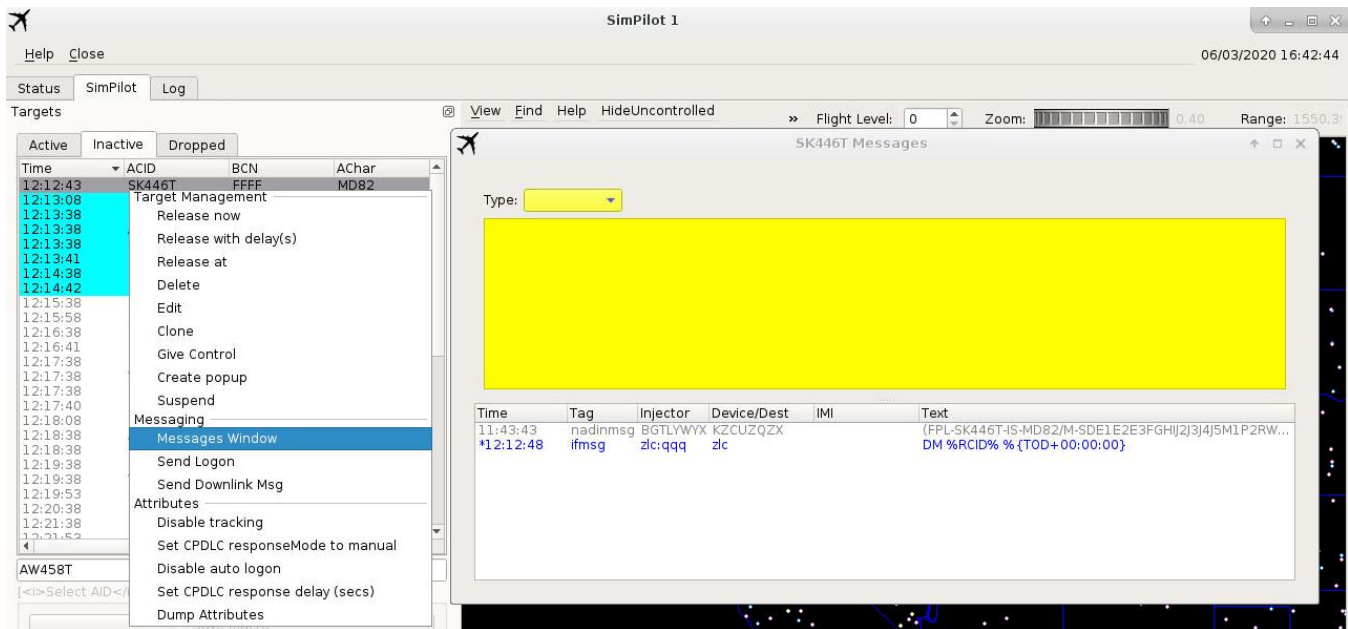 SimPilot 1
Help Close
06/03/2020 16:42:44
Status SimPilot Log
Targets
View Find Help HideUncontrolled » Flight Level: 0 Zoom: 0.40 Range: 1550.3
Active Inactive Dropped
SK446T Messages
Time ACID BCN AChar
12:12:43 SK446T FFFF MD82
12:13:08
12:13:38
12:13:38
12:13:38
12:13:41
12:14:38
12:14:42
12:15:38
12:15:58
12:16:38
12:16:41
12:17:38
12:17:38
12:17:38
12:17:40
12:18:08
12:18:38
12:18:38
12:19:38
12:19:38
12:19:53
12:20:38
12:21:38
12:21:53
AW458T
[<i>Select AID</i
Target Management
Release now
Release with delay(s)
Release at
Delete
Edit
Clone
Give Control
Create popup
Suspend
Messaging
Messages Window
Send Logon
Send Downlink Msg
Attributes
Disable tracking
Set CPDLC responseMode to manual
Disable auto logon
Set CPDLC response delay (secs)
Dump Attributes
Type:
Time Tag Injector Device/Dest IMI Text
11:43:43 nadinmsg BGTLYWYX KZCUZQZX (FPL-SK446T-IS-MD82/M-SDE1E2E3FGHIJ2J3J4J5M1P2RW...
*12:12:48 ifmsg zlc:qqq zlc DM %RCID% %{TOD+00:00:00}